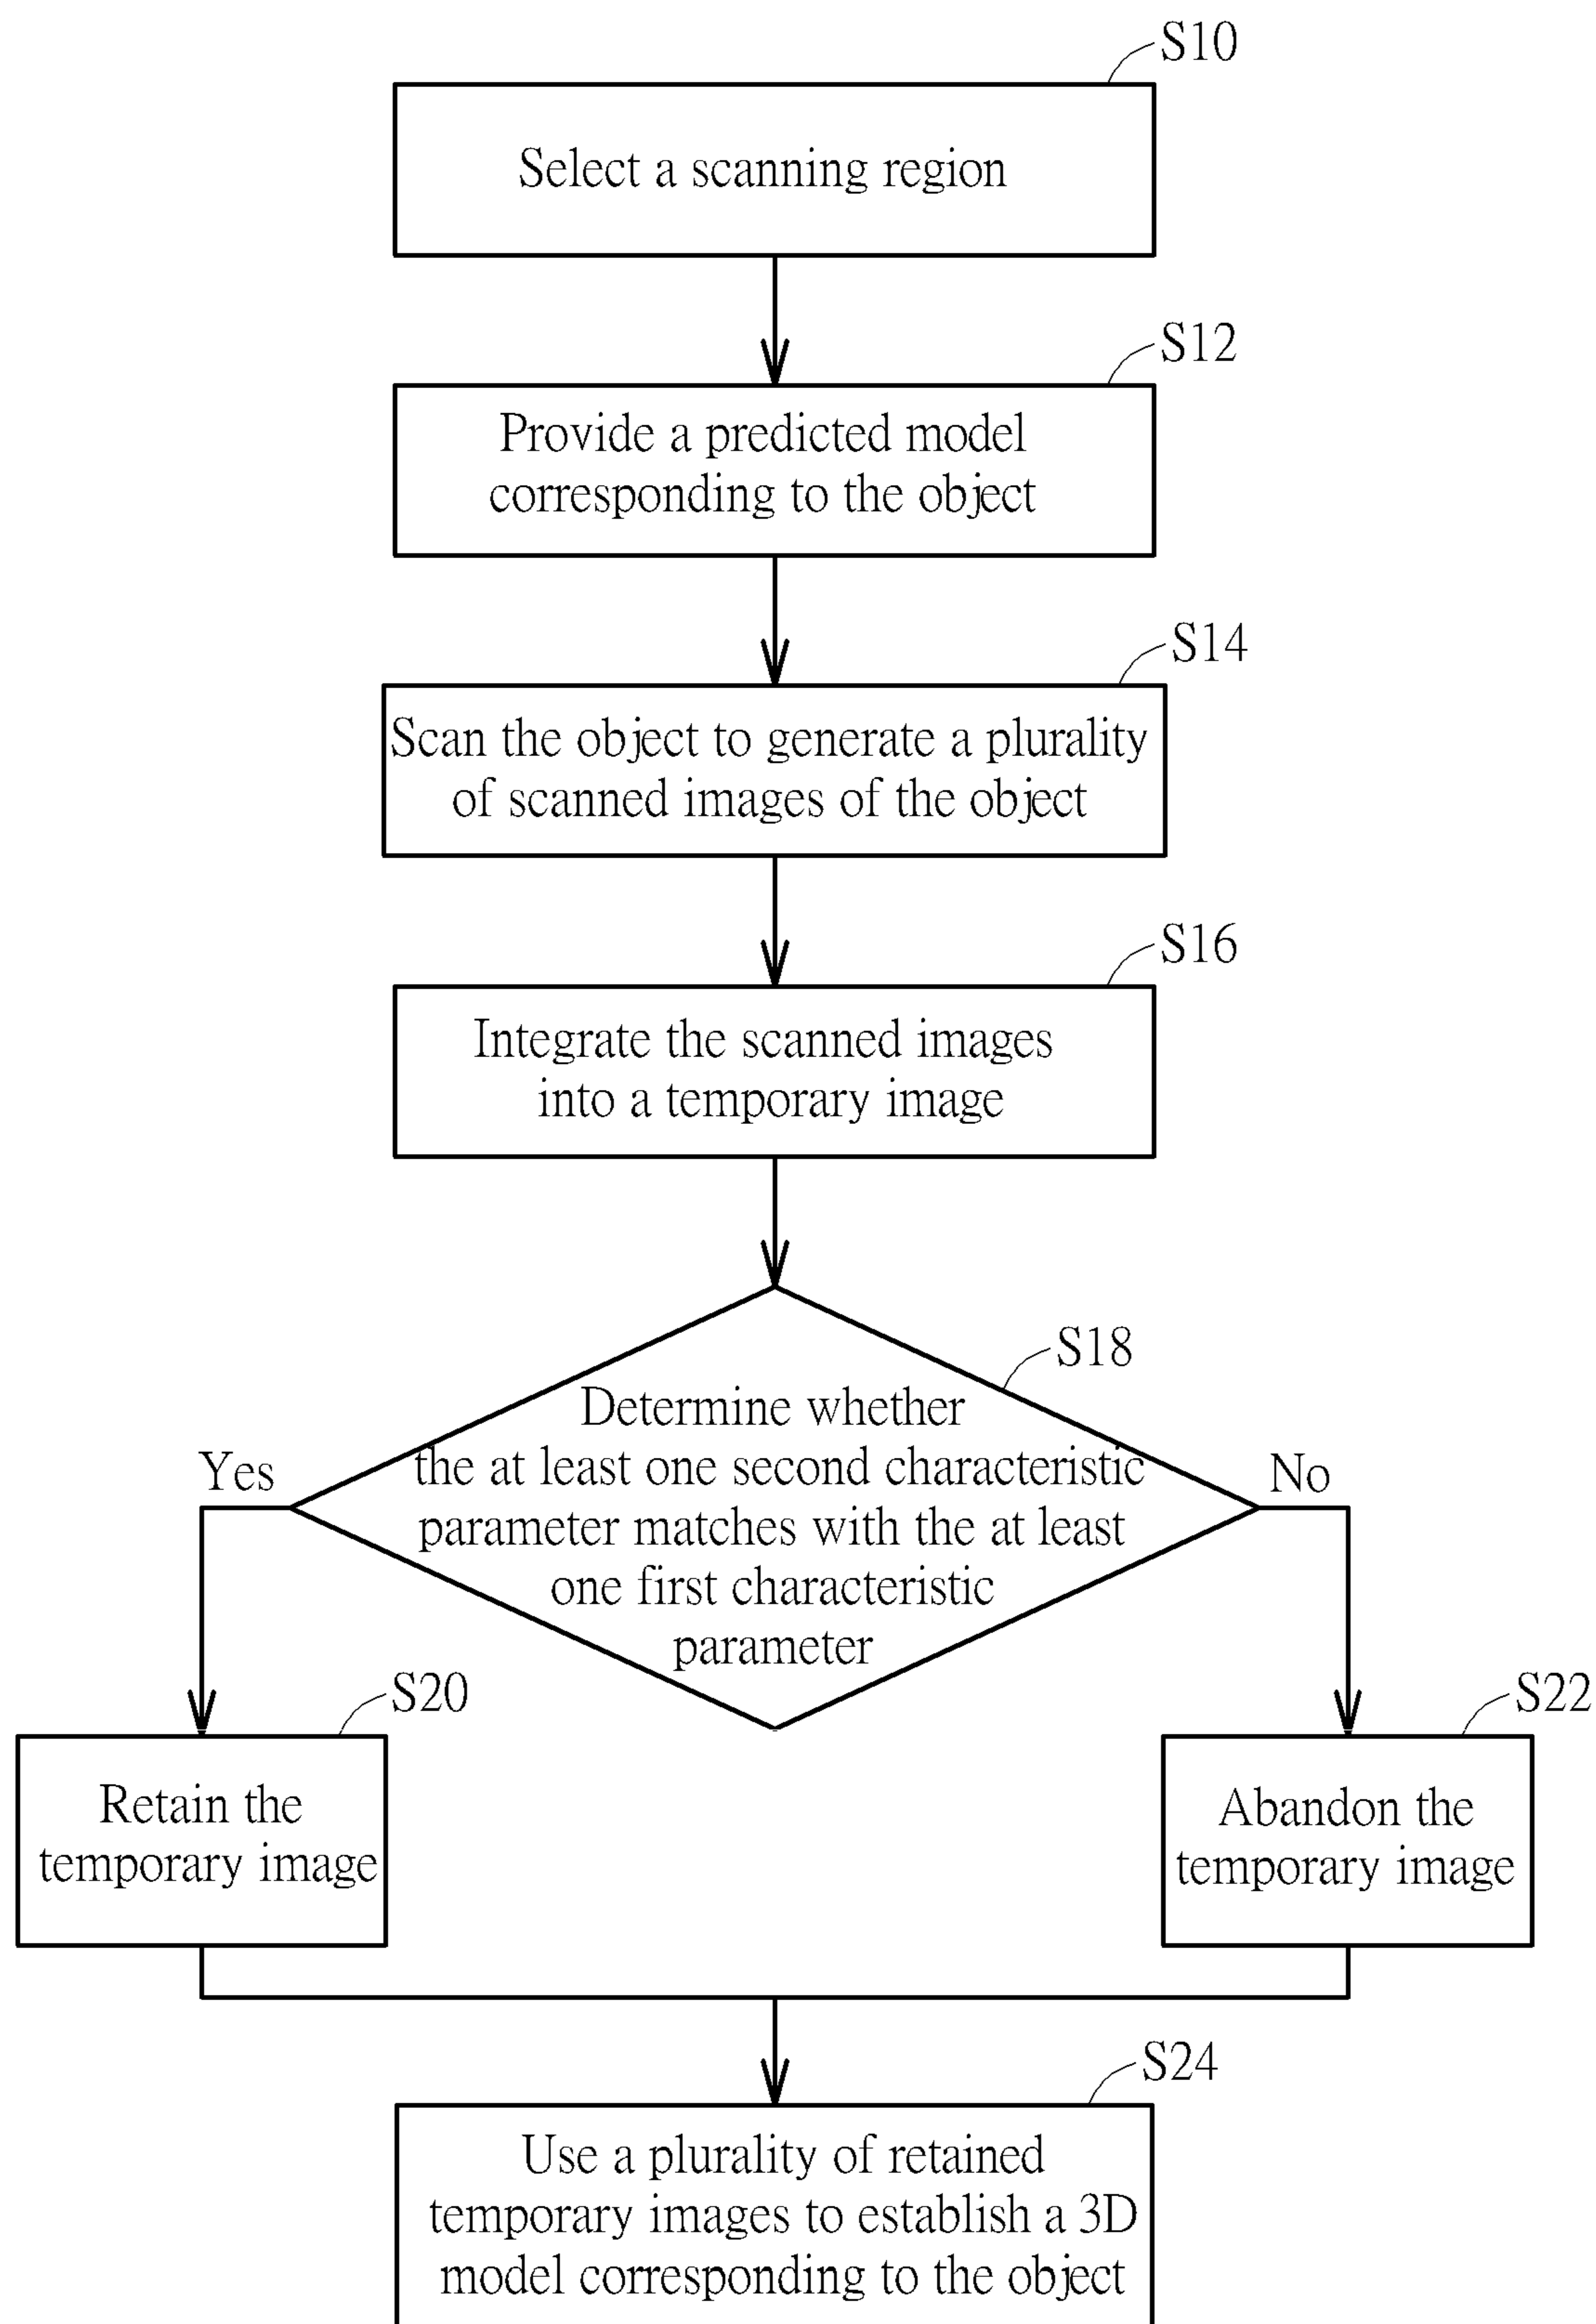 S10
Select a scanning region
S12
Provide a predicted model
corresponding to the object
S14
Scan the object to generate a plurality
of scanned images of the object
S16
Integrate the scanned images
into a temporary image
S18
Determine whether
the at least one second characteristic
parameter matches with the at least
one first characteristic
parameter
Yes
No
S20
Retain the
temporary image
S22
Abandon the
temporary image
S24
Use a plurality of retained
temporary images to establish a 3D
model corresponding to the object